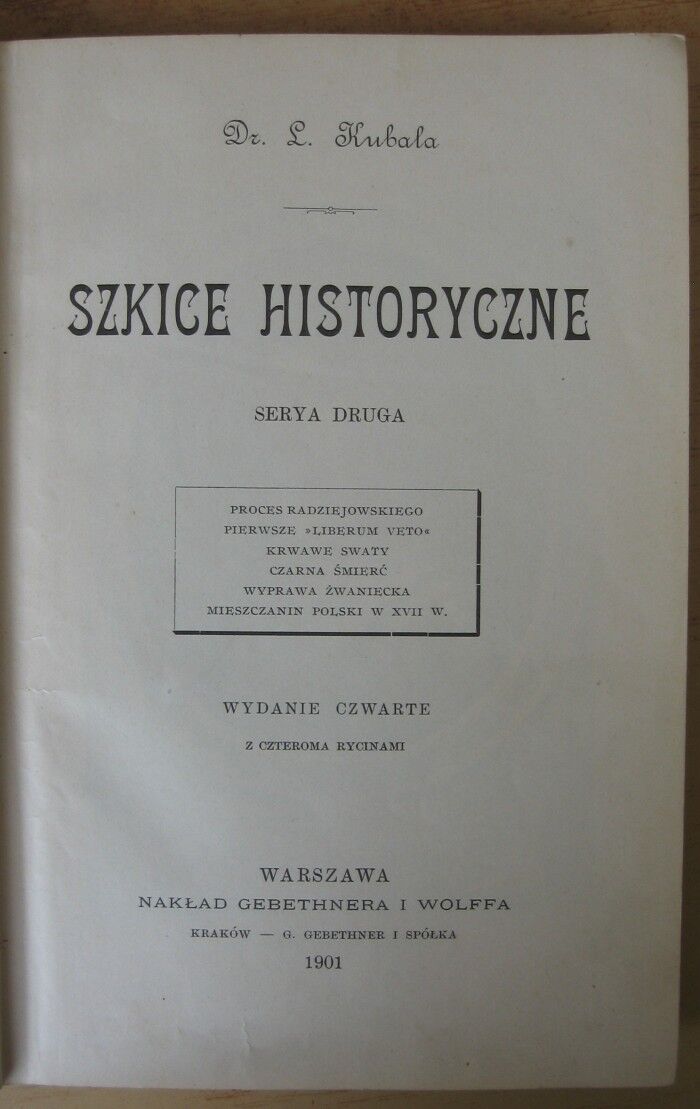 Dr. L. Kubala
SZKICE HISTORYCZNE
SERYA DRUGA
PROCES RADZIEJOWSKIEGO
PIERWSZE »LIBERUM VETO«
KRWAWE SWATY
CZARNA ŚMIERĆ
WYPRAWA ŻWANIECKA
MIESZCZANIN POLSKI W XVII W.
WYDANIE CZWARTE
Z CZTEROMA RYCINAMI
WARSZAWA
NAKŁAD GEBETHNERA I WOLFFA
KRAKÓW — G. GEBETHNER I SPÓŁKA
1901